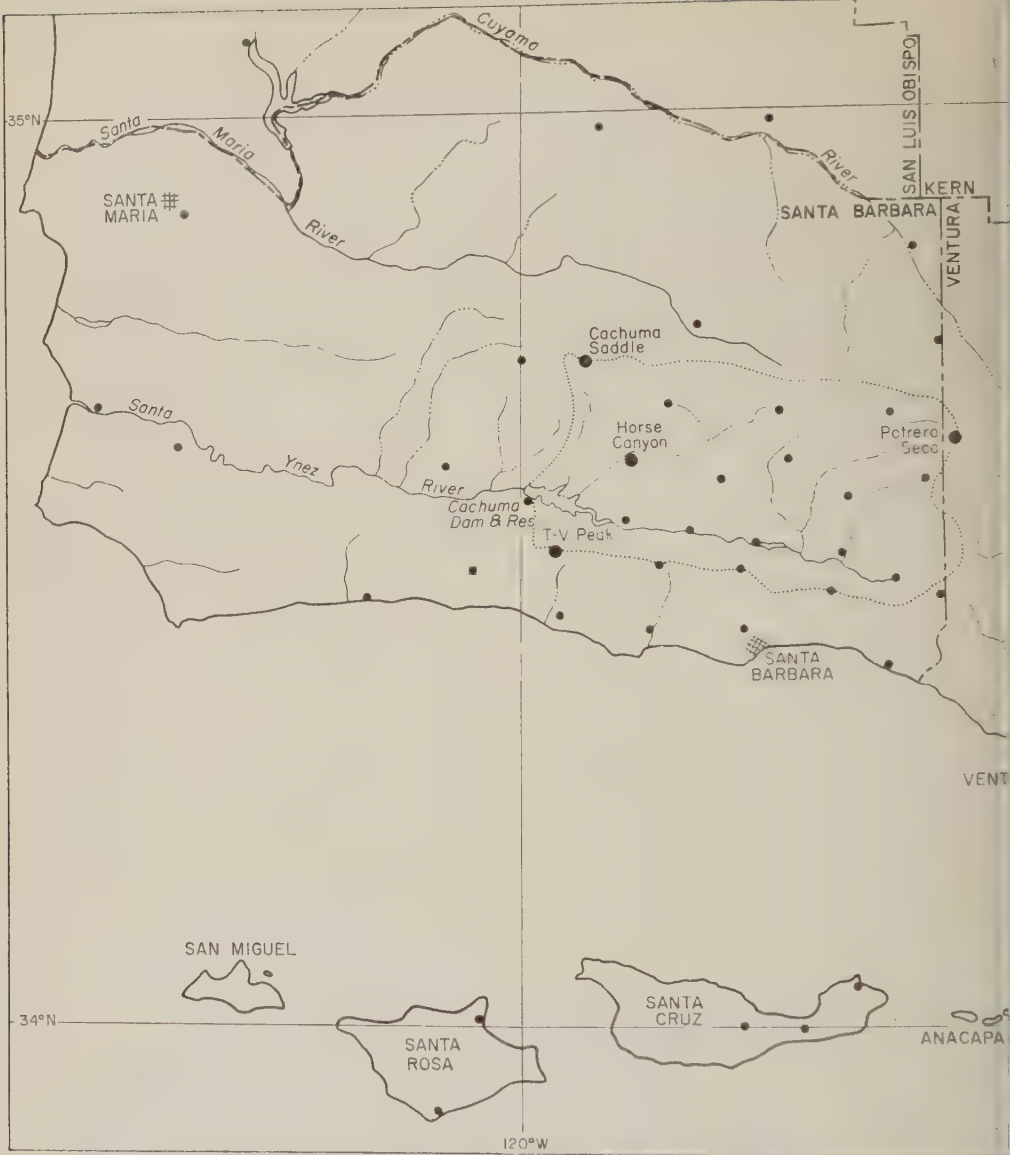 Cuyama
SAN LUIS OBISPO
35°N
Santa
Maria
River
SANTA
MARIA
River
KERN
SANTA BARBARA
VENTURA
Cachuma
Saddle
Santa
Ynez
River
Horse
Canyon
Potrero
Seco
Cachuma
Dam & Res
T-V Peak
SANTA
BARBARA
VENT
SAN MIGUEL
34°N
SANTA
ROSA
SANTA
CRUZ
ANACAPA
120°W